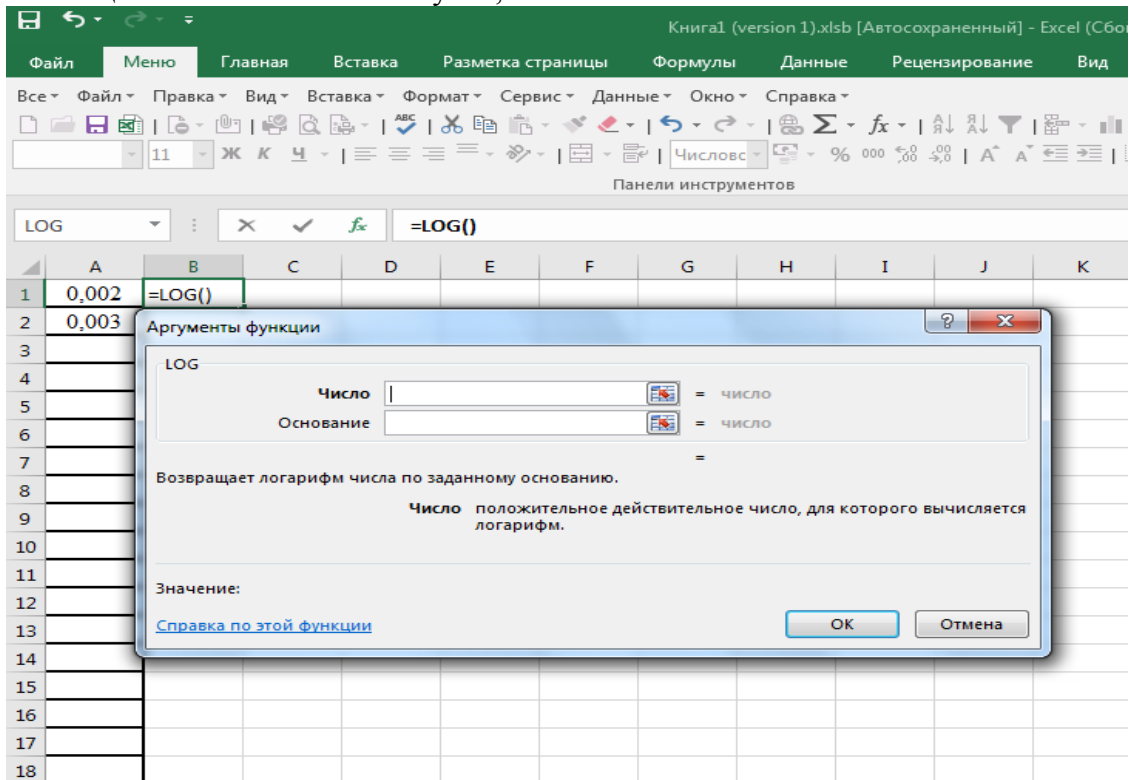 Книга1 (version 1).xlsb [Автосохраненный] - Excel (Сбой
Файл Меню Главная Вставка Разметка страницы Формулы Данные Рецензирование Вид
Все Файл Правка Вид Вставка Формат Сервис Данные Окно Справка
ABC Σ fx
11 Ж К Ч Числовс % 000
Панели инструментов
LOG fx =LOG()
A B C D E F G H I J K
1 0,002 =LOG()
2 0,003
Аргументы функции
3
LOG
4
Число = число
5
Основание = число
6
7
=
Возвращает логарифм числа по заданному основанию.
8
Число положительное действительное число, для которого вычисляется
9
логарифм.
10
11
Значение:
12
Справка по этой функции OK Отмена
13
14
15
16
17
18